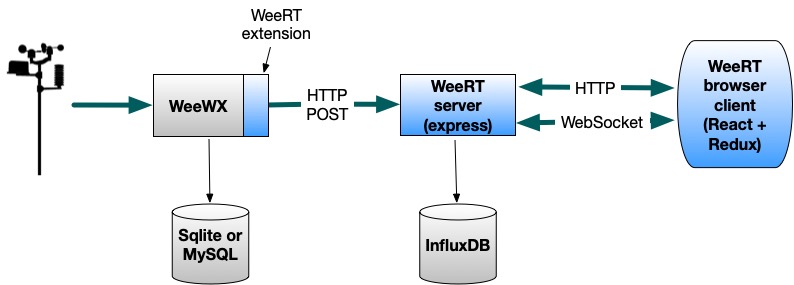 WeeRT
extension
WeeWX
HTTP
POST
WeeRT
server
(express)
HTTP
WebSocket
WeeRT
browser
client
(React +
Redux)
Sqlite or
MySQL
InfluxDB